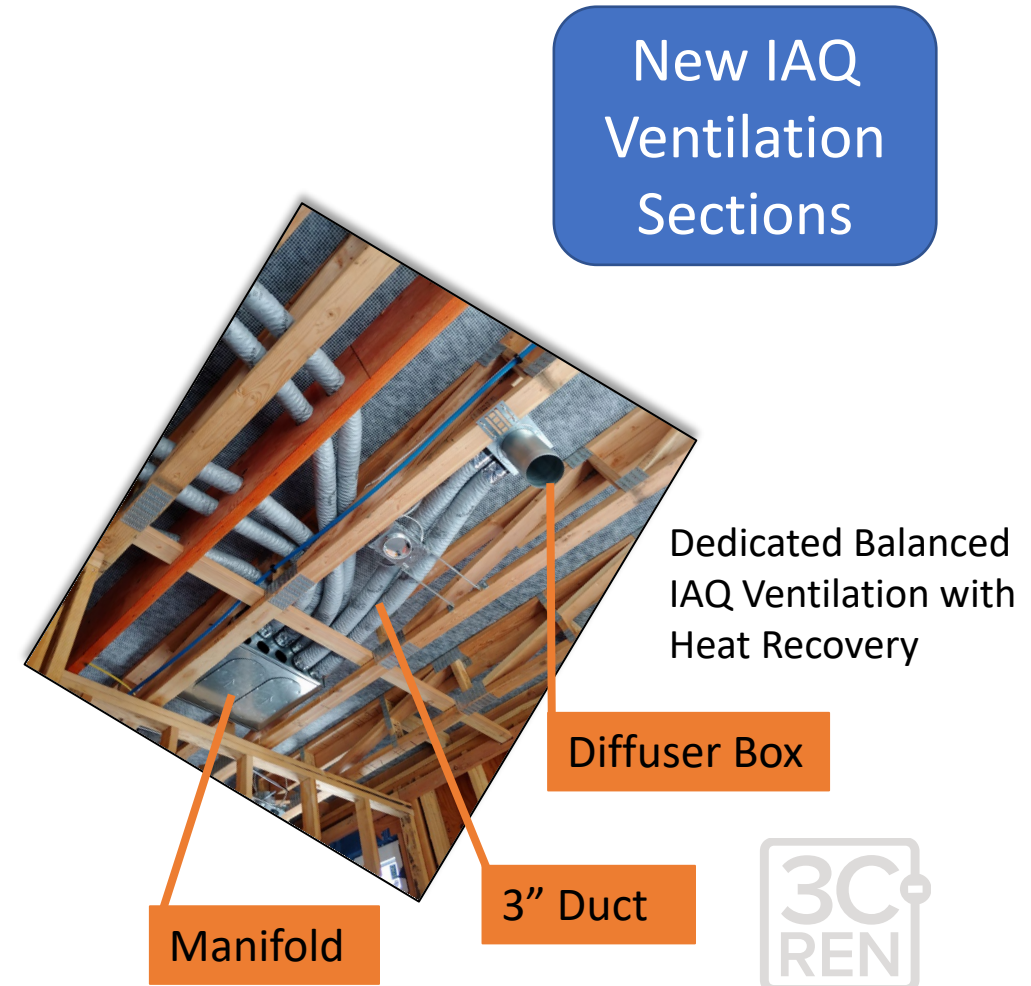 New IAQ
Ventilation
Sections
Dedicated Balanced
IAQ Ventilation with
Heat Recovery
Diffuser Box
3” Duct
Manifold
3C
REN